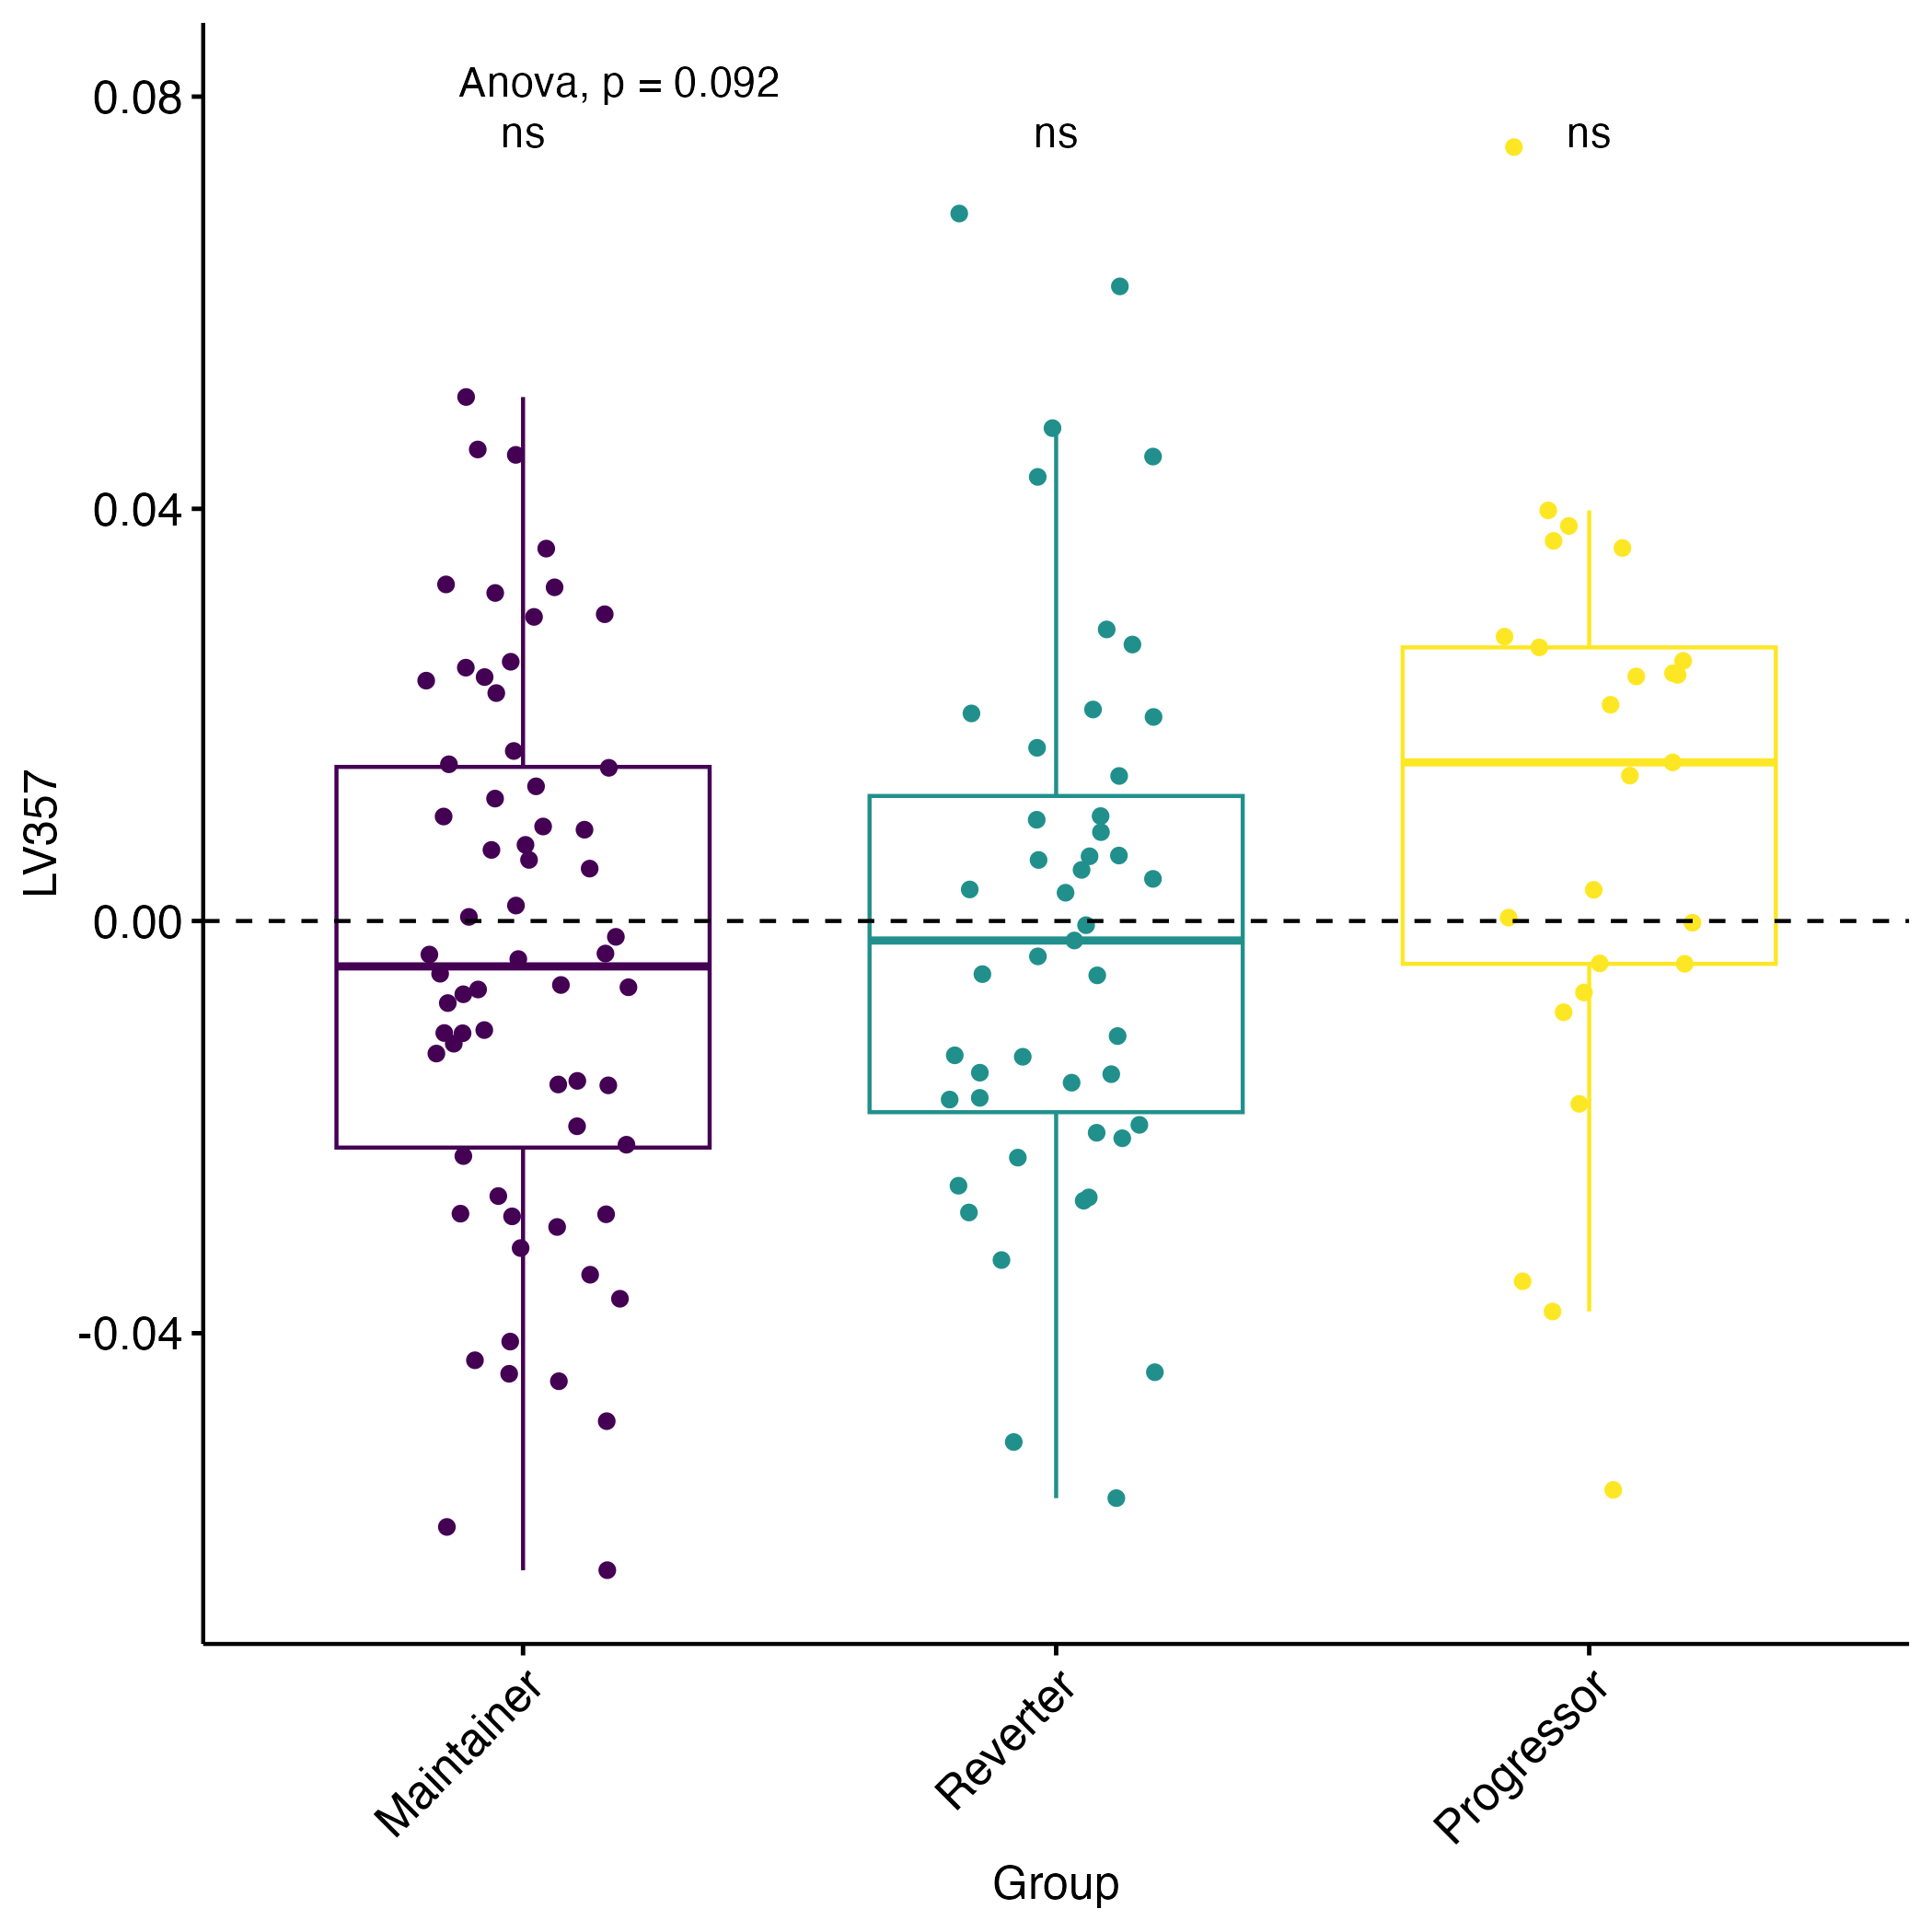 Anova, p = 0.092
ns
ns
ns
0.08
0.04
0.00
-0.04
LV357
Maintainer
Reverter
Progressor
Group